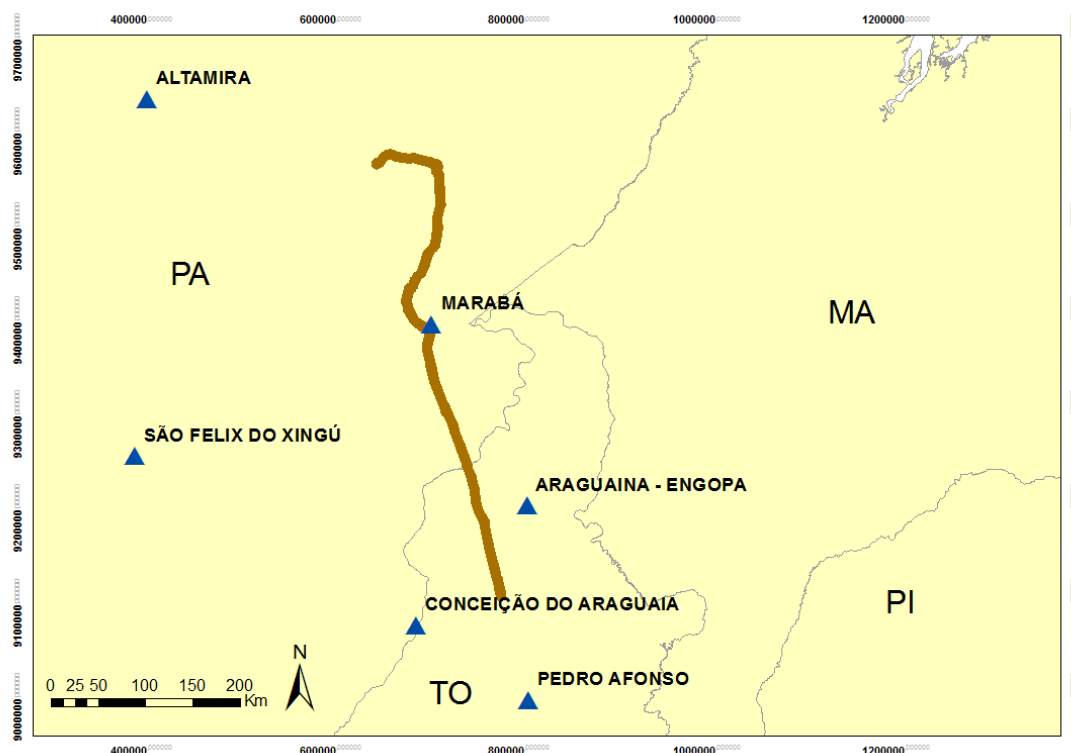 400000 600000 800000 1000000 1200000
9700000
ALTAMIRA
9600000
9500000
PA
MARABÁ
MA
9400000
SÃO FELIX DO XINGÚ
9300000
ARAGUAINA - ENGOPA
9200000
CONCEIÇÃO DO ARAGUAIA
PI
9100000
N
PEDRO AFONSO
TO
0 25 50 100 150 200
Km
9000000
400000 600000 800000 1000000 1200000